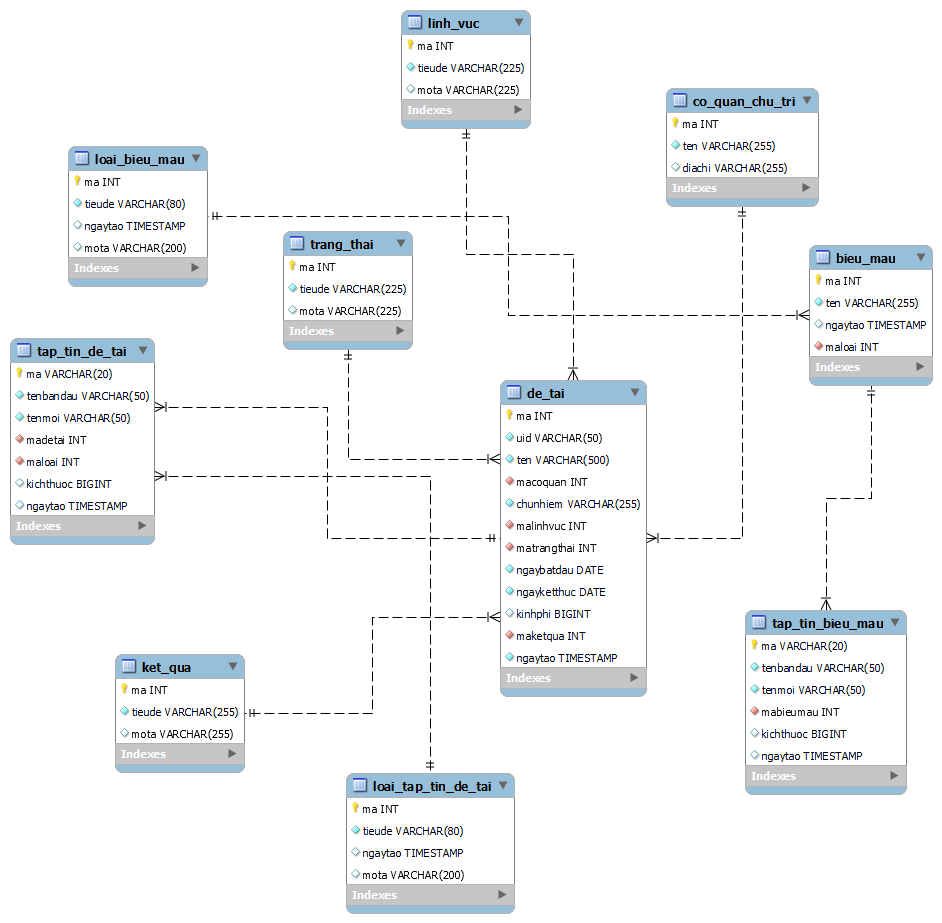 linh_vuc
ma INT
tieude VARCHAR(225)
mota VARCHAR(225)
Indexes
co_quan_chu_tri
ma INT
ten VARCHAR(255)
diachi VARCHAR(255)
Indexes
loai_bieu_mau
ma INT
tieude VARCHAR(80)
ngaytao TIMESTAMP
mota VARCHAR(200)
Indexes
trang_thai
ma INT
tieude VARCHAR(225)
mota VARCHAR(225)
Indexes
bieu_mau
ma INT
ten VARCHAR(255)
ngaytao TIMESTAMP
maloai INT
Indexes
tap_tin_de_tai
ma VARCHAR(20)
tenbandau VARCHAR(50)
tenmoi VARCHAR(50)
madetai INT
maloai INT
kichthuoc BIGINT
ngaytao TIMESTAMP
Indexes
de_tai
ma INT
uid VARCHAR(50)
ten VARCHAR(500)
macoquan INT
chunhiem VARCHAR(255)
malinhvuc INT
matrangthai INT
ngaybatdau DATE
ngayketthuc DATE
kinhphi BIGINT
maketqua INT
ngaytao TIMESTAMP
Indexes
tap_tin_bieu_mau
ma VARCHAR(20)
tenbandau VARCHAR(50)
tenmoi VARCHAR(50)
mabieumau INT
kichthuoc BIGINT
ngaytao TIMESTAMP
Indexes
ket_qua
ma INT
tieude VARCHAR(255)
mota VARCHAR(255)
Indexes
loai_tap_tin_de_tai
ma INT
tieude VARCHAR(80)
ngaytao TIMESTAMP
mota VARCHAR(200)
Indexes